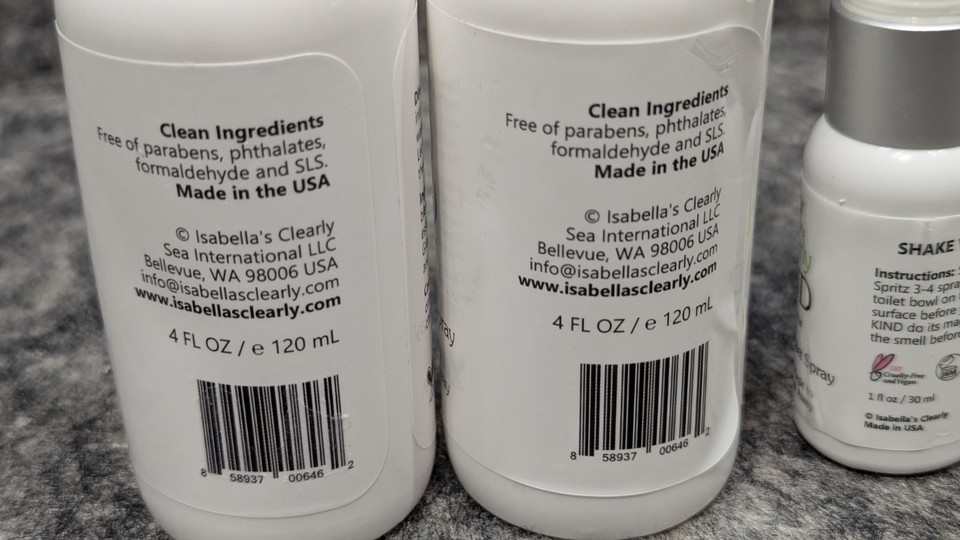 Clean Ingredients
Free of parabens, phthalates,
formaldehyde and SLS.
Made in the USA
© Isabella's Clearly
Sea International LLC
Bellevue, WA 98006 USA
info@isabellasclearly.com
www.isabellasclearly.com
4 FL OZ / e 120 mL
8 58937 00646 2
Clean Ingredients
Free of parabens, phthalates,
formaldehyde and SLS.
Made in the USA
© Isabella's Clearly
Sea International LLC
Bellevue, WA 98006 USA
info@isabellasclearly.com
www.isabellasclearly.com
4 FL OZ / e 120 mL
8 58937 00646 2
SHAKE
Instructions:
Spritz 3-4
toilet bowl on
surface before
KIND do its
the smell
Spray
Cruelty-Free
and Vegan
1 fl oz / 30 ml
© Isabella's Clearly
Made in USA